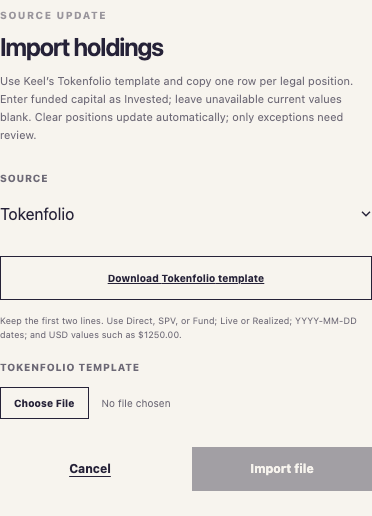 SOURCE UPDATE
Import holdings
Use Keel’s Tokenfolio template and copy one row per legal position.
Enter funded capital as Invested; leave unavailable current values
blank. Clear positions update automatically; only exceptions need
review.
SOURCE
Tokenfolio
Download Tokenfolio template
Keep the first two lines. Use Direct, SPV, or Fund; Live or Realized; YYYY-MM-DD
dates; and USD values such as $1250.00.
TOKENFOLIO TEMPLATE
Choose File No file chosen
Cancel Import file